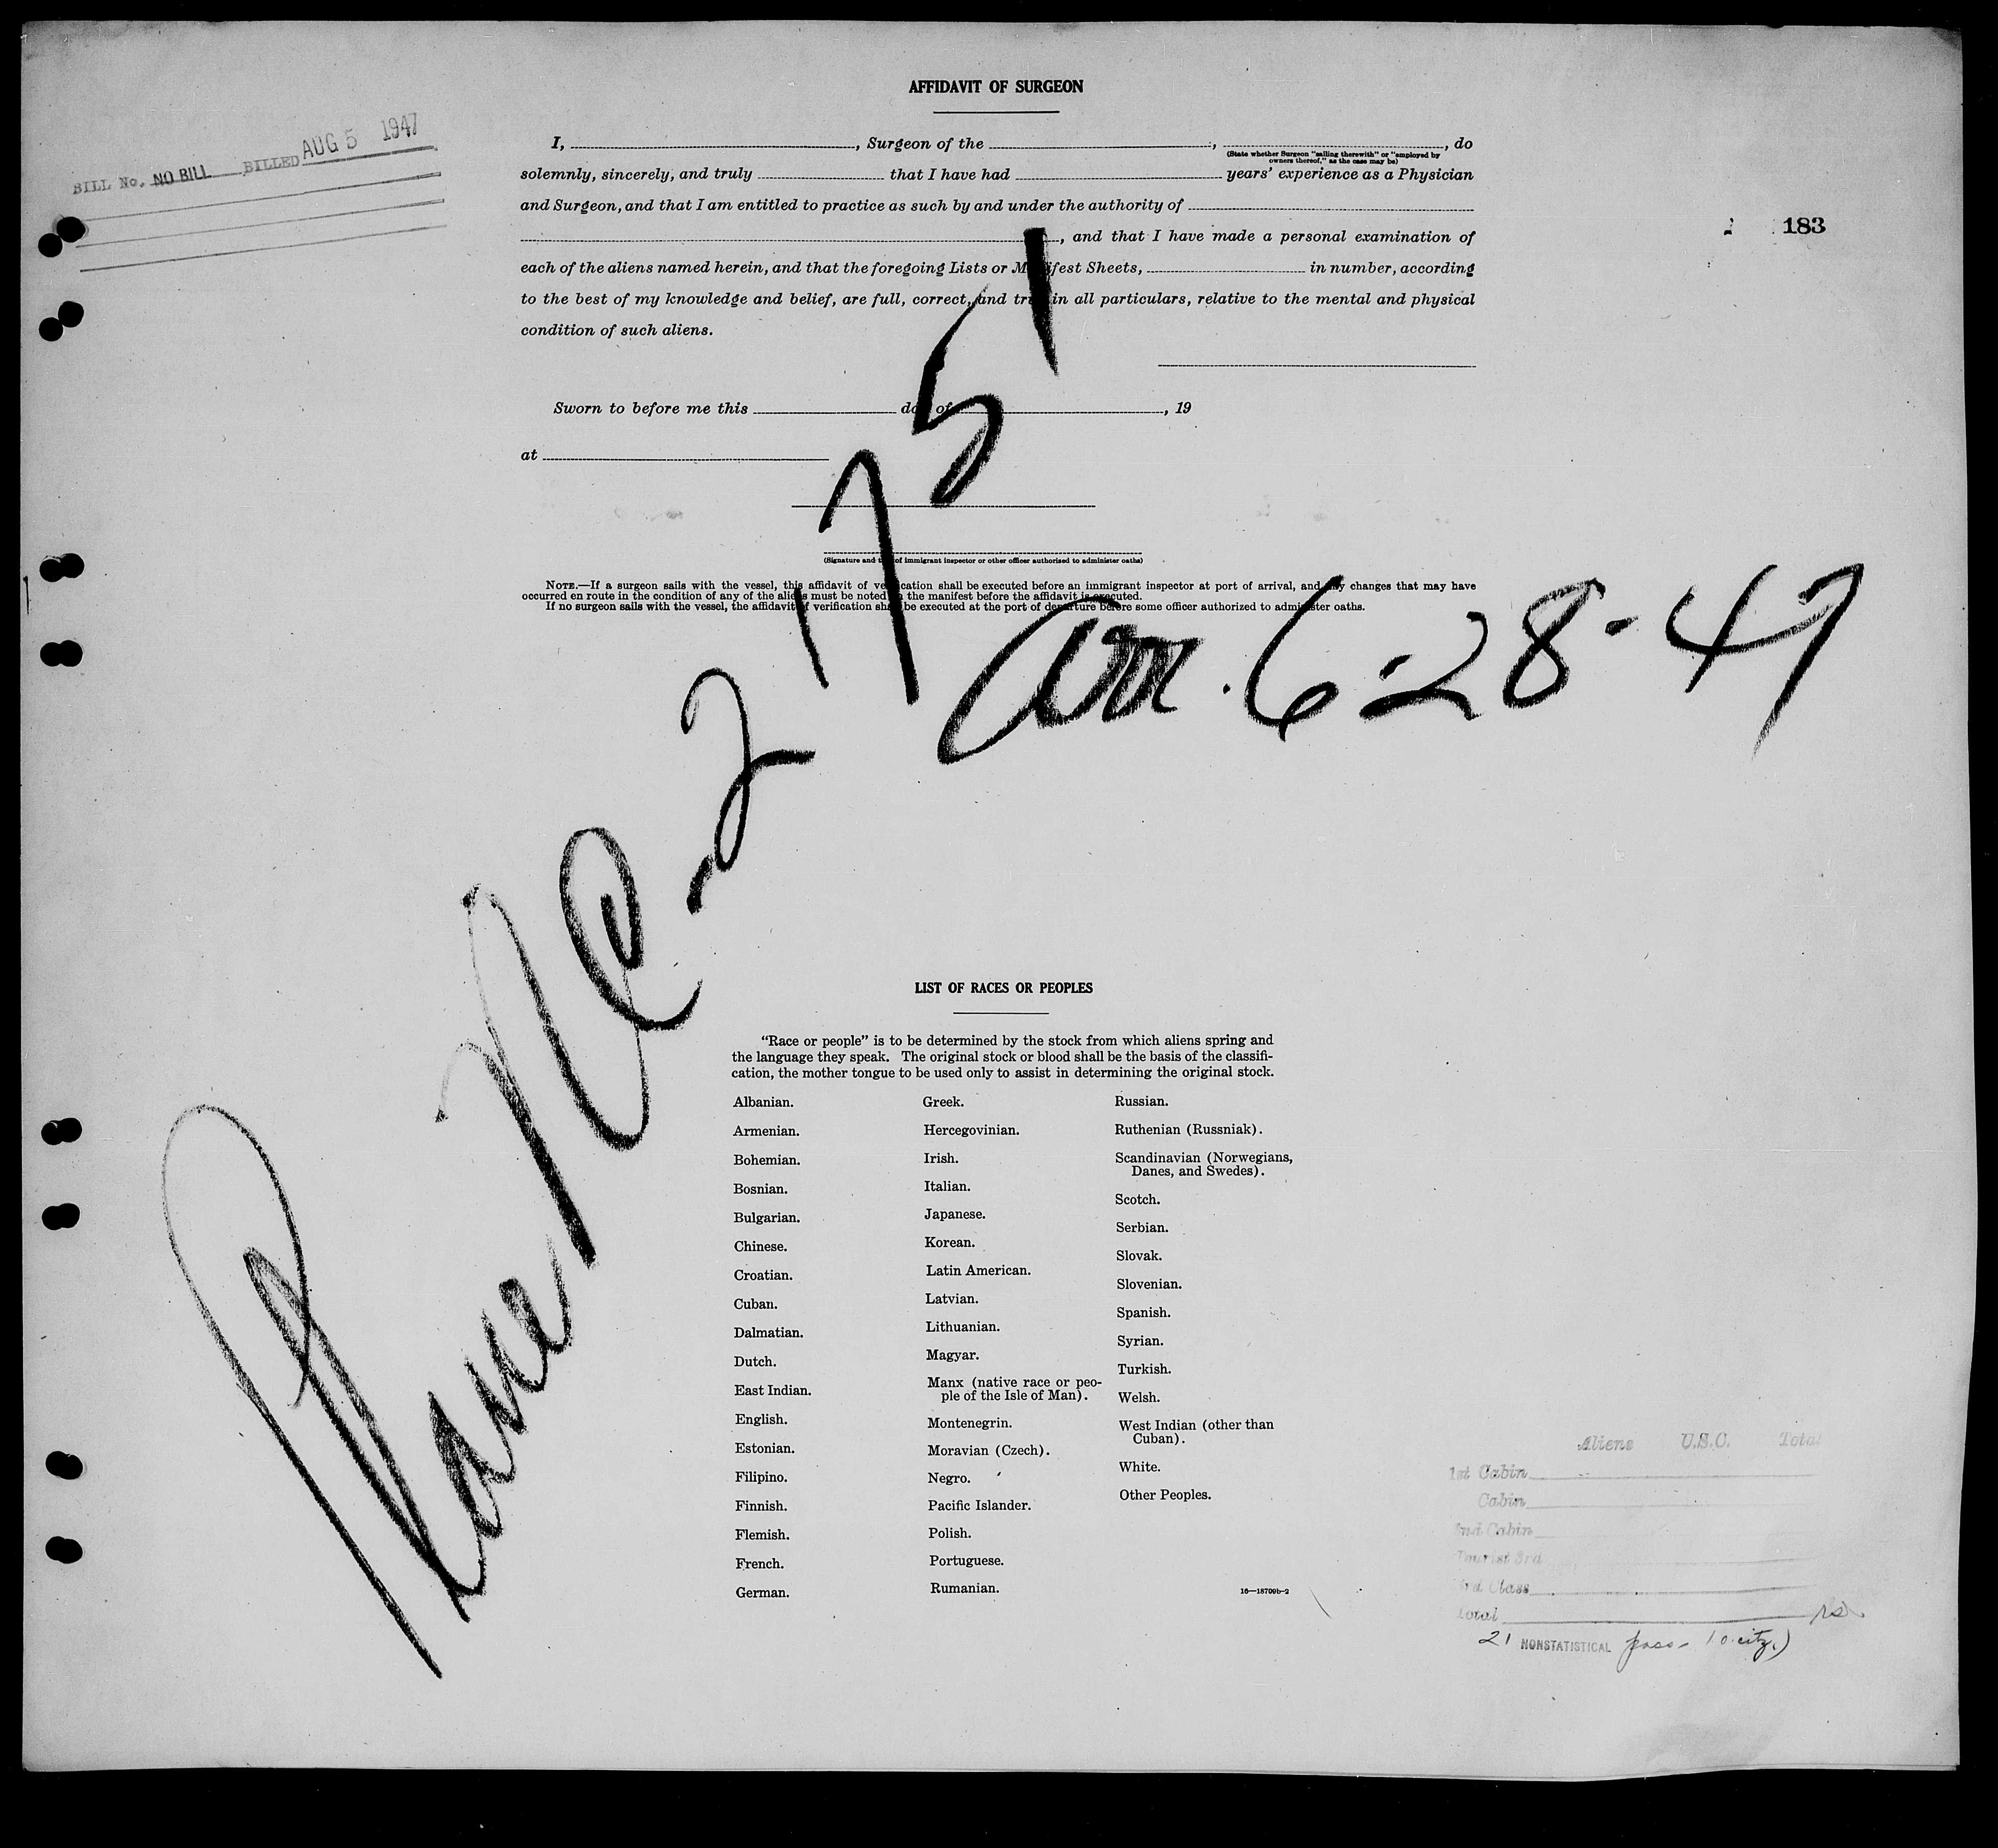 AFFIDAVIT OF SURGEON
BILL No. NO BILL BILLED AUG 5 1947
183
I, , Surgeon of the , , do
(State whether Surgeon "sailing therewith" or "employed by
owners thereof," as the case may be)
solemnly, sincerely, and truly that I have had years' experience as a Physician
and Surgeon, and that I am entitled to practice as such by and under the authority of
, and that I have made a personal examination of
each of the aliens named herein, and that the foregoing Lists or Manifest Sheets, in number, according
to the best of my knowledge and belief, are full, correct, and true in all particulars, relative to the mental and physical
condition of such aliens.
Sworn to before me this day of , 19
at
(Signature and title of immigrant inspector or other officer authorized to administer oaths)
NOTE.—If a surgeon sails with the vessel, this affidavit of verification shall be executed before an immigrant inspector at port of arrival, and any changes that may have
occurred en route in the condition of any of the aliens must be noted in the manifest before the affidavit is executed.
If no surgeon sails with the vessel, the affidavit of verification shall be executed at the port of departure before some officer authorized to administer oaths.
Plane NC-21751
arr. 6-28-47
LIST OF RACES OR PEOPLES
"Race or people" is to be determined by the stock from which aliens spring and
the language they speak. The original stock or blood shall be the basis of the classifi-
cation, the mother tongue to be used only to assist in determining the original stock.
Albanian.
Armenian.
Bohemian.
Bosnian.
Bulgarian.
Chinese.
Croatian.
Cuban.
Dalmatian.
Dutch.
East Indian.
English.
Estonian.
Filipino.
Finnish.
Flemish.
French.
German.
Greek.
Hercegovinian.
Irish.
Italian.
Japanese.
Korean.
Latin American.
Latvian.
Lithuanian.
Magyar.
Manx (native race or peo-
ple of the Isle of Man).
Montenegrin.
Moravian (Czech).
Negro.
Pacific Islander.
Polish.
Portuguese.
Rumanian.
Russian.
Ruthenian (Russniak).
Scandinavian (Norwegians,
Danes, and Swedes).
Scotch.
Serbian.
Slovak.
Slovenian.
Spanish.
Syrian.
Turkish.
Welsh.
West Indian (other than
Cuban).
White.
Other Peoples.
16—18709b-2
Aliens U.S.C. Total
1st Cabin
Cabin
2nd Cabin
Tourist 3rd
3rd Class
Total
21 NONSTATISTICAL pass-